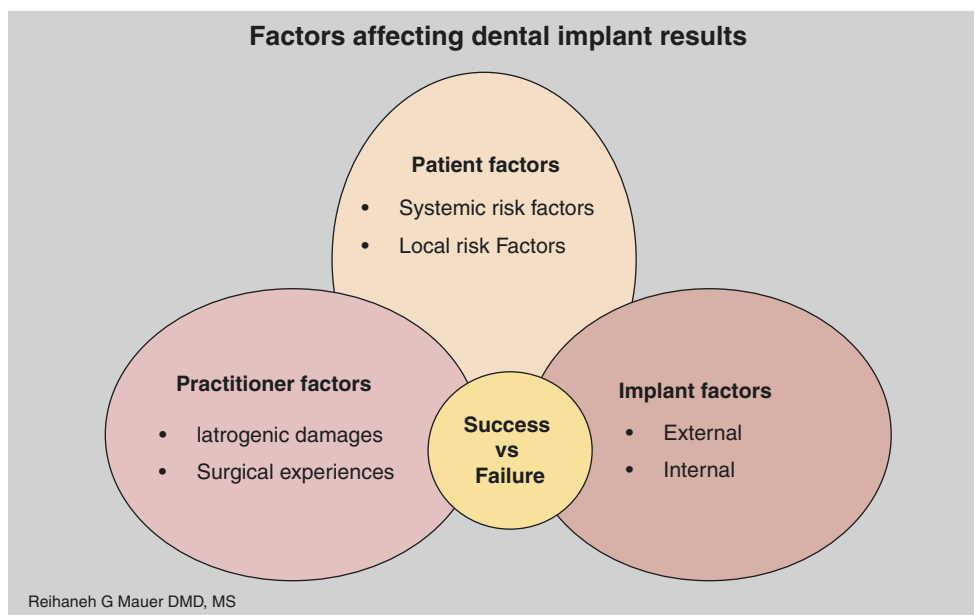 Factors affecting dental implant results
Patient factors
• Systemic risk factors
• Local risk Factors
Practitioner factors
• Iatrogenic damages
• Surgical experiences
Success
vs
Failure
Implant factors
• External
• Internal
Reihaneh G Mauer DMD, MS